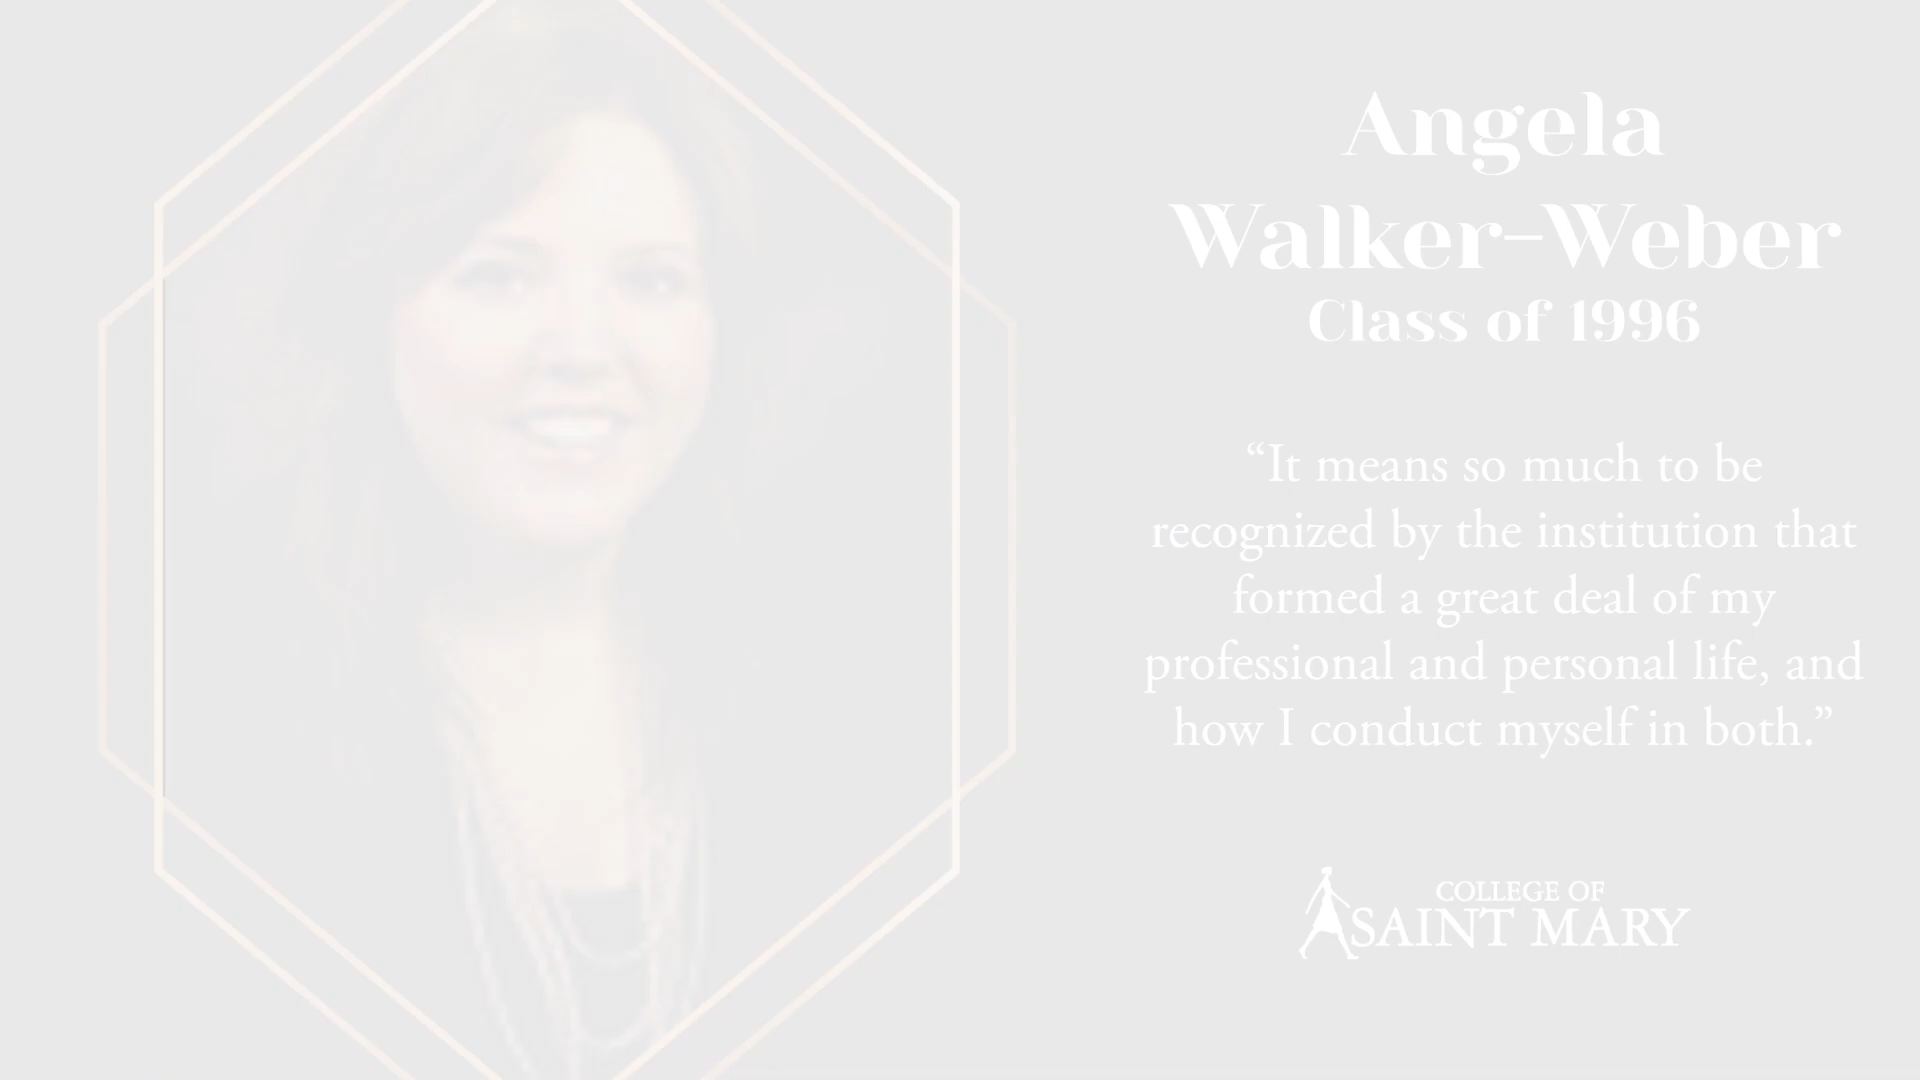 Angela
Walker-Weber
Class of 1996
“It means so much to be
recognized by the institution that
formed a great deal of my
professional and personal life, and
how I conduct myself in both.”
COLLEGE OF
SAINT MARY